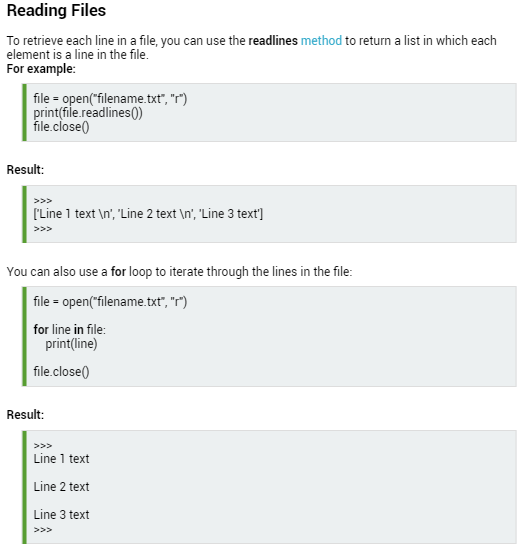 Reading Files
To retrieve each line in a file, you can use the readlines method to return a list in which each
element is a line in the file.
For example:
file = open("filename.txt", "r")
print(file.readlines())
file.close()
Result:
>>>
['Line 1 text \n', 'Line 2 text \n', 'Line 3 text']
>>>
You can also use a for loop to iterate through the lines in the file:
file = open("filename.txt", "r")
for line in file:
    print(line)
file.close()
Result:
>>>
Line 1 text
Line 2 text
Line 3 text
>>>